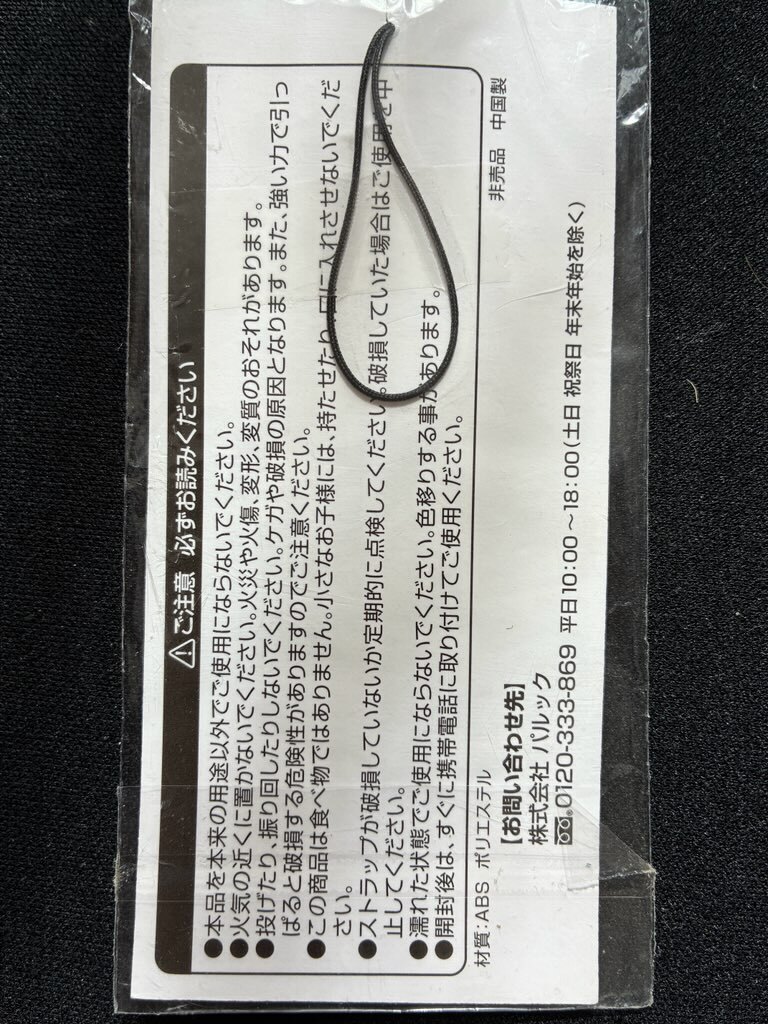 ⚠ご注意 必ずお読みください
●本品を本来の用途以外でご使用にならないでください。
●火気の近くに置かないでください。火災や火傷、変形、変質のおそれがあります。
●投げたり、振り回したりしないでください。ケガや破損の原因となります。また、強い力で引っ
ぱると破損する危険性がありますのでご注意ください。
●この商品は食べ物ではありません。小さなお子様には、持たせたり、口に入れさせないでくだ
さい。
●ストラップが破損していないか定期的に点検してください。破損していた場合はご使用を中
止してください。
●濡れた状態でご使用にならないでください。色移りする事があります。
●開封後は、すぐに携帯電話に取り付けてご使用ください。
材質:ABS ポリエステル
非売品 中国製
【お問い合わせ先】
株式会社 パルック
0120-333-869 平日10:00〜18:00(土日 祝祭日 年末年始を除く)